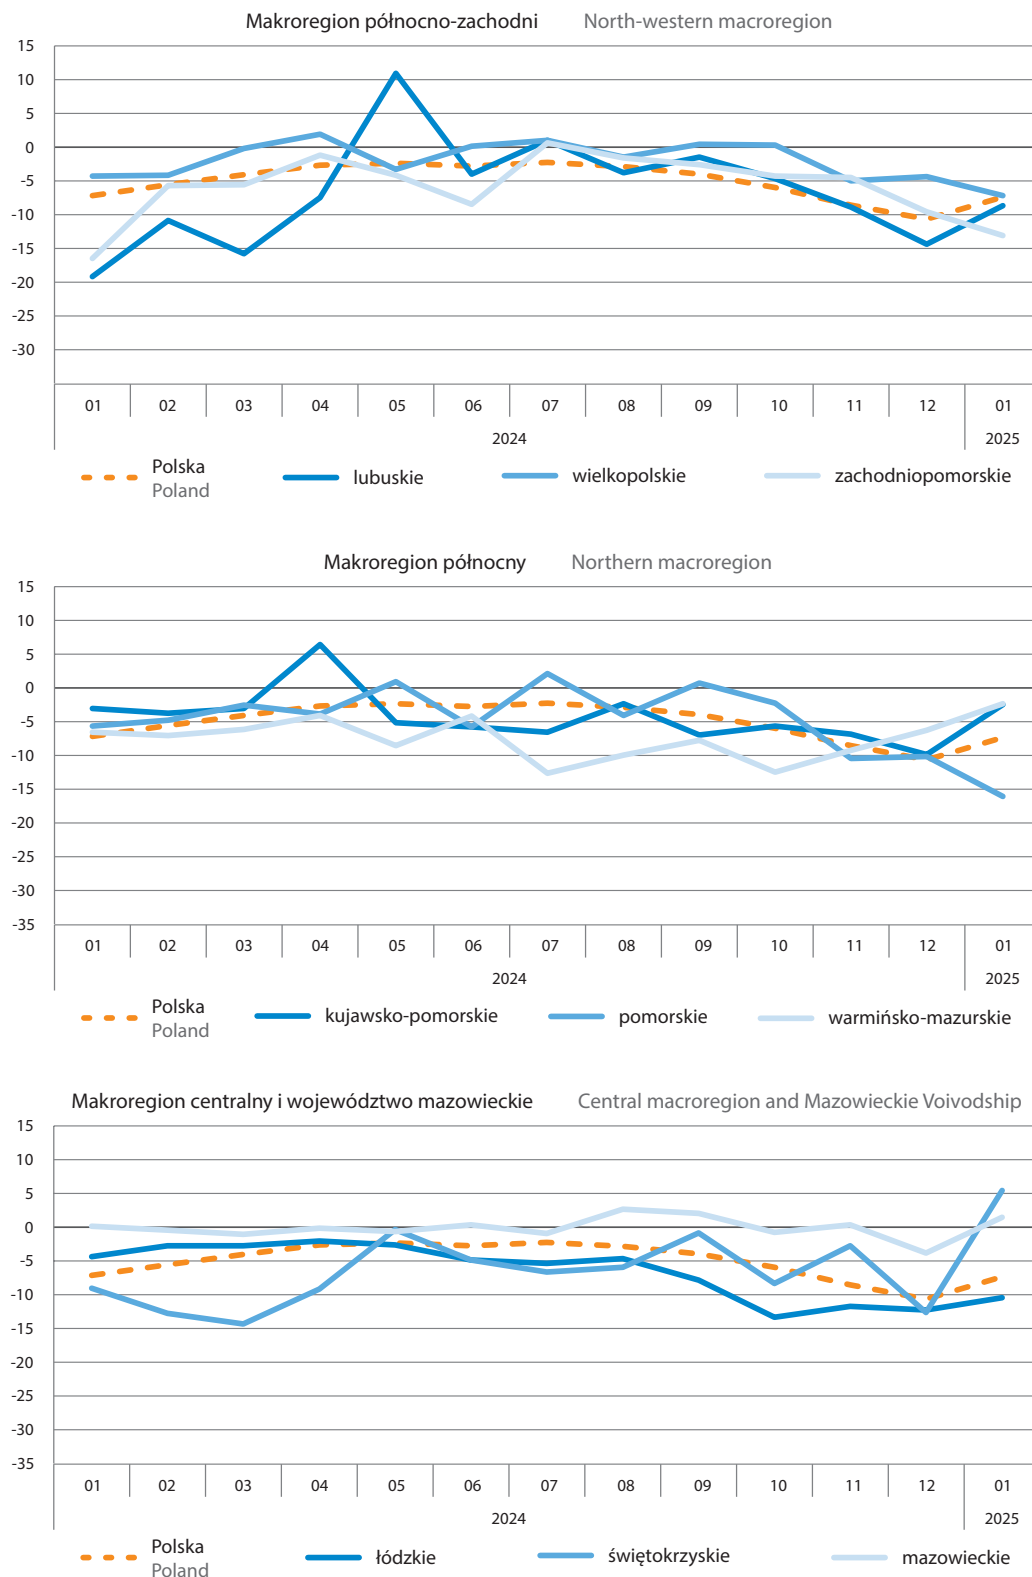 Makroregion północno-zachodni North-western macroregion
15
10
5
0
-5
-10
-15
-20
-25
-30
01 02 03 04 05 06 07 08 09 10 11 12 01
2024 2025
Polska
Poland
lubuskie wielkopolskie zachodniopomorskie
Makroregion północny Northern macroregion
15
10
5
0
-5
-10
-15
-20
-25
-30
-35
01 02 03 04 05 06 07 08 09 10 11 12 01
2024 2025
Polska
Poland
kujawsko-pomorskie pomorskie warmińsko-mazurskie
Makroregion centralny i województwo mazowieckie Central macroregion and Mazowieckie Voivodship
15
10
5
0
-5
-10
-15
-20
-25
-30
-35
01 02 03 04 05 06 07 08 09 10 11 12 01
2024 2025
Polska
Poland
łódzkie świętokrzyskie mazowieckie